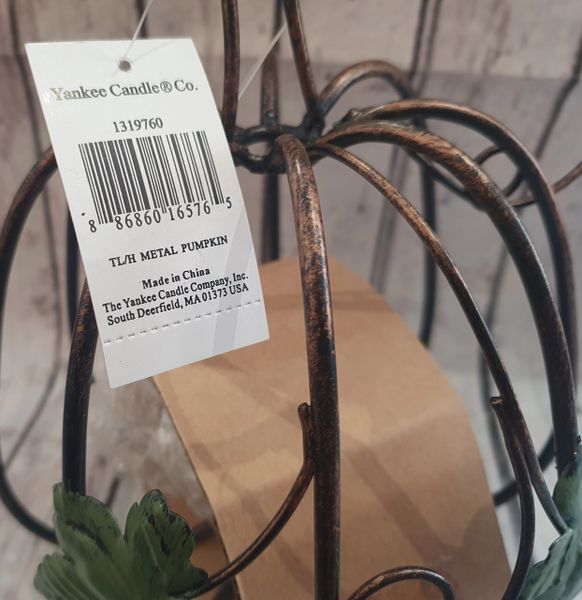 Yankee Candle® Co.
1319760
8 86860 16576 5
TL/H METAL PUMPKIN
Made in China
The Yankee Candle Company, Inc.
South Deerfield, MA 01373 USA